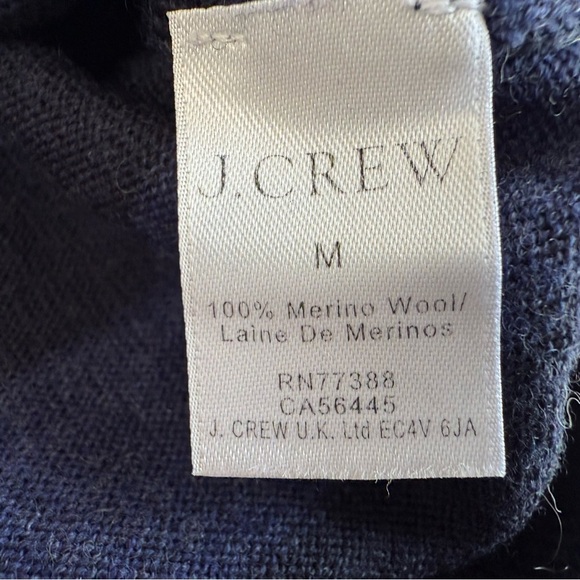 J.CREW
M
100% Merino Wool/
Laine De Merinos
RN77388
CA56445
J. CREW U.K. Ltd EC4V 6JA